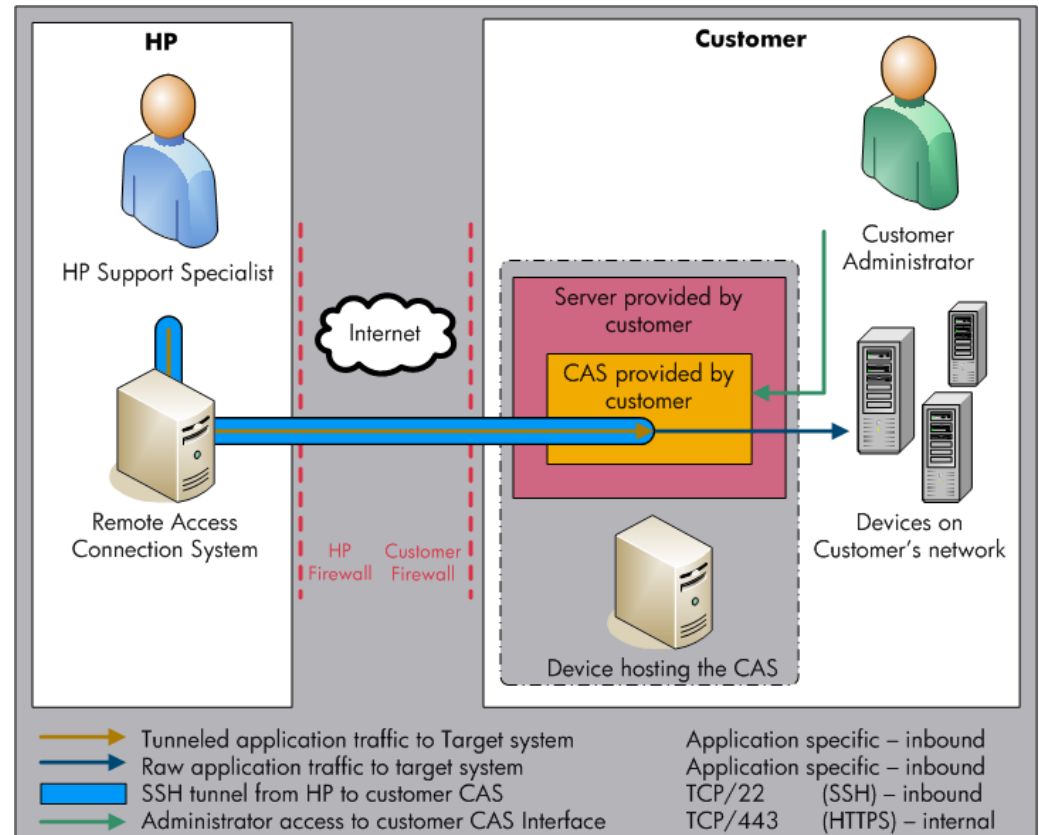 HP
Customer
HP Support Specialist
Customer
Administrator
Internet
Server provided by
customer
CAS provided by
customer
Remote Access
Connection System
HP
Firewall
Customer
Firewall
Devices on
Customer's network
Device hosting the CAS
Tunneled application traffic to Target system Application specific – inbound
Raw application traffic to target system Application specific – inbound
SSH tunnel from HP to customer CAS TCP/22 (SSH) – inbound
Administrator access to customer CAS Interface TCP/443 (HTTPS) – internal